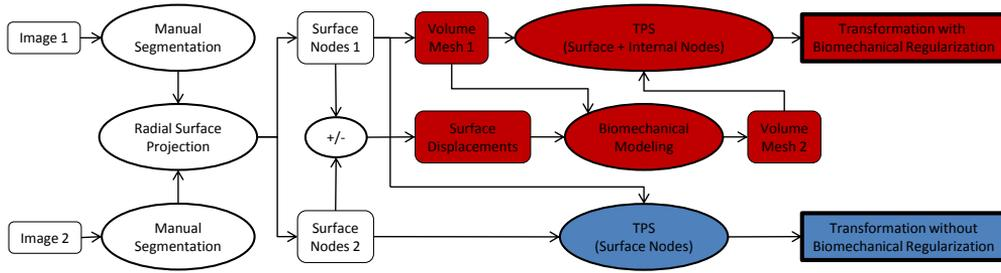 Image 1
Manual
Segmentation
Surface
Nodes 1
Volume
Mesh 1
TPS
(Surface + Internal Nodes)
Transformation with
Biomechanical Regularization
Radial Surface
Projection
+/-
Surface
Displacements
Biomechanical
Modeling
Volume
Mesh 2
Image 2
Manual
Segmentation
Surface
Nodes 2
TPS
(Surface Nodes)
Transformation without
Biomechanical Regularization